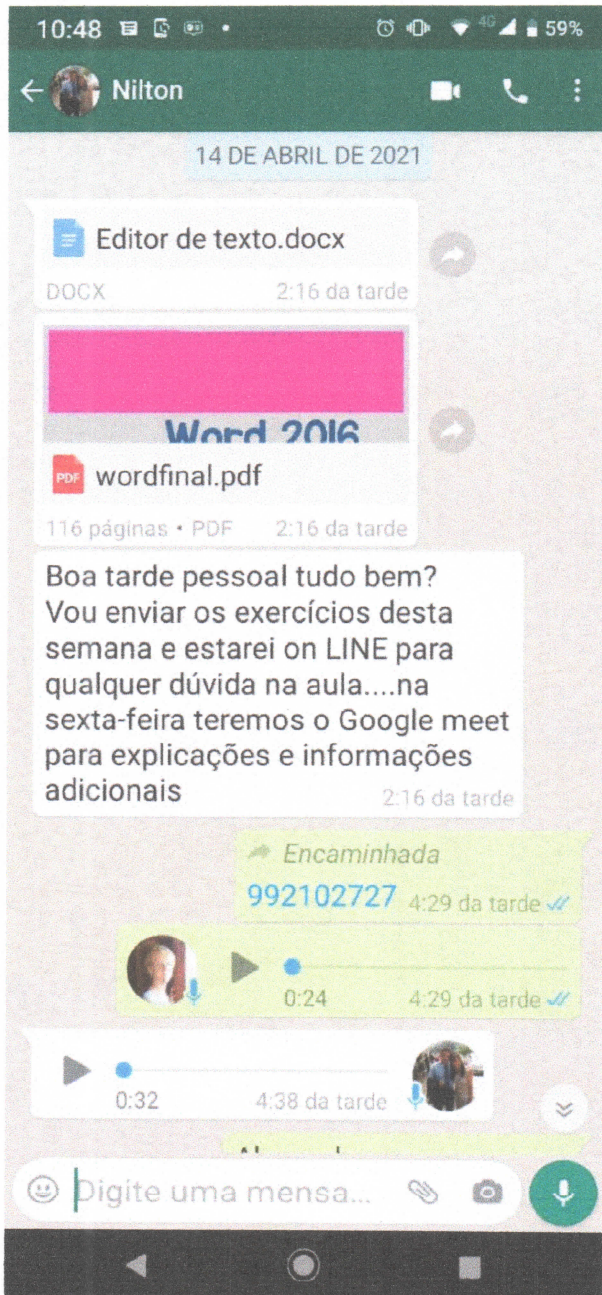 10:48 4G 59%
Nilton
14 DE ABRIL DE 2021
Editor de texto.docx
DOCX 2:16 da tarde
Word 2016
PDF wordfinal.pdf
116 páginas • PDF 2:16 da tarde
Boa tarde pessoal tudo bem?
Vou enviar os exercícios desta
semana e estarei on LINE para
qualquer dúvida na aula....na
sexta-feira teremos o Google meet
para explicações e informações
adicionais 2:16 da tarde
Encaminhada
992102727 4:29 da tarde
0:24 4:29 da tarde
0:32 4:38 da tarde
Digite uma mensa...